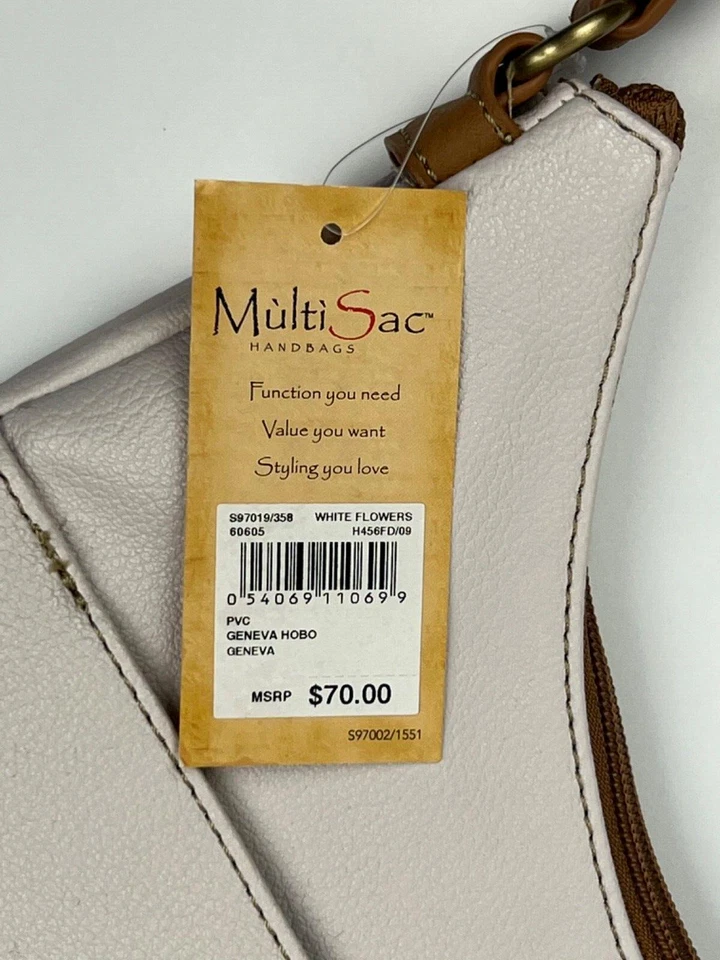 MùltìSac™
HANDBAGS
Function you need
Value you want
Styling you love
S97019/358 WHITE FLOWERS
60605 H456FD/09
0 54069 11069 9
PVC
GENEVA HOBO
GENEVA
MSRP $70.00
S97002/1551